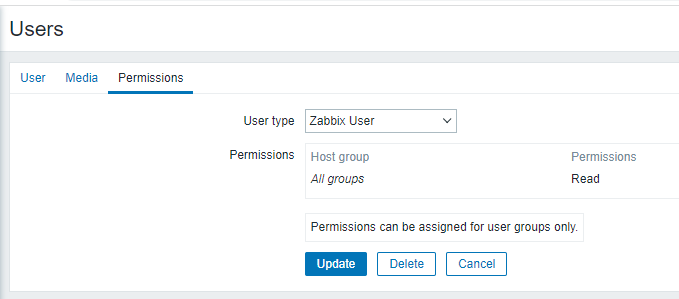 Users
User Media Permissions
User type Zabbix User
Permissions Host group Permissions
All groups Read
Permissions can be assigned for user groups only.
Update Delete Cancel